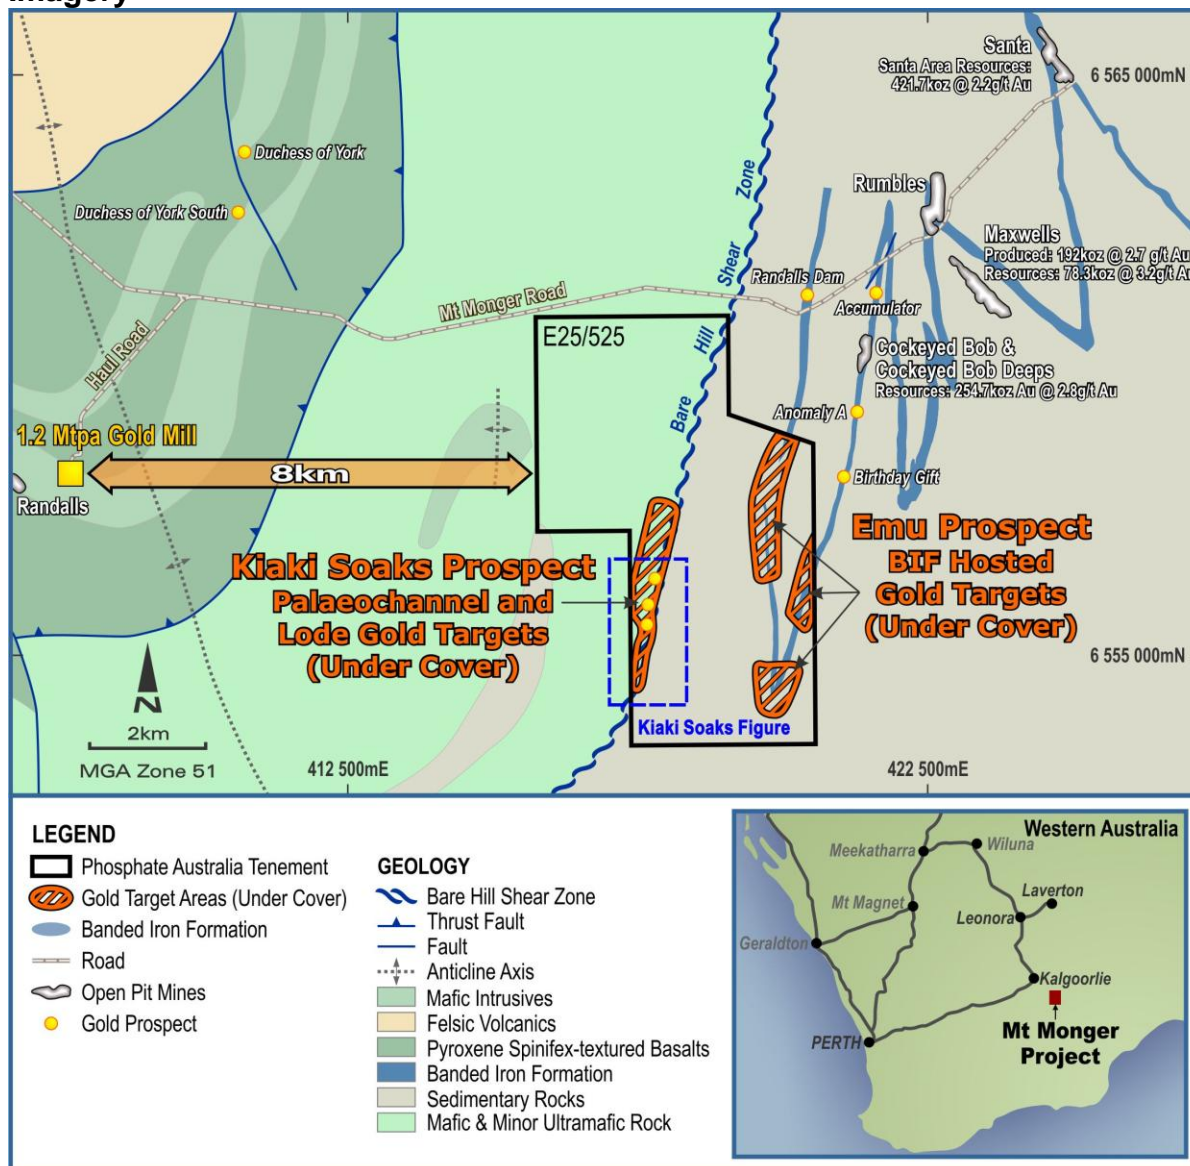 Imagery
Santa
Santa Area Resources:
421.7koz @ 2.2g/t Au
6 565 000mN
Duchess of York
Duchess of York South
Rumbles
Maxwells
Produced: 192koz @ 2.7 g/t Au
Resources: 78.3koz @ 3.2g/t Au
Bare Hill Shear Zone
Randalls Dam
Mt Monger Road
Accumulator
Haul Road
E25/525
Cockeyed Bob &
Cockeyed Bob Deeps
Resources: 254.7koz Au @ 2.8g/t Au
Anomaly A
1.2 Mtpa Gold Mill
8km
Birthday Gift
Randalls
Emu Prospect
BIF Hosted
Gold Targets
(Under Cover)
Kiaki Soaks Prospect
Palaeochannel and
Lode Gold Targets
(Under Cover)
6 555 000mN
N
Kiaki Soaks Figure
2km
MGA Zone 51
412 500mE
422 500mE
LEGEND
Phosphate Australia Tenement
Gold Target Areas (Under Cover)
Banded Iron Formation
Road
Open Pit Mines
Gold Prospect
GEOLOGY
Bare Hill Shear Zone
Thrust Fault
Fault
Anticline Axis
Mafic Intrusives
Felsic Volcanics
Pyroxene Spinifex-textured Basalts
Banded Iron Formation
Sedimentary Rocks
Mafic & Minor Ultramafic Rock
Western Australia
Meekatharra
Wiluna
Laverton
Mt Magnet
Leonora
Geraldton
Kalgoorlie
PERTH
Mt Monger
Project